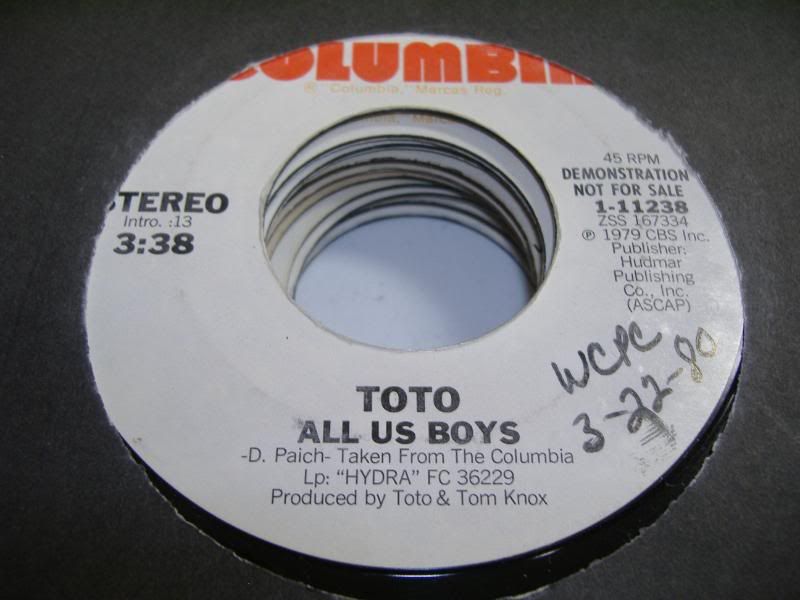 COLUMBIA
® "Columbia," Marcas Reg.
STEREO
Intro. :13
3:38
45 RPM
DEMONSTRATION
NOT FOR SALE
1-11238
ZSS 167334
℗ 1979 CBS Inc.
Publisher:
Hudmar
Publishing
Co., Inc.
(ASCAP)
WCPC
3-22-80
TOTO
ALL US BOYS
-D. Paich- Taken From The Columbia
Lp: "HYDRA" FC 36229
Produced by Toto & Tom Knox